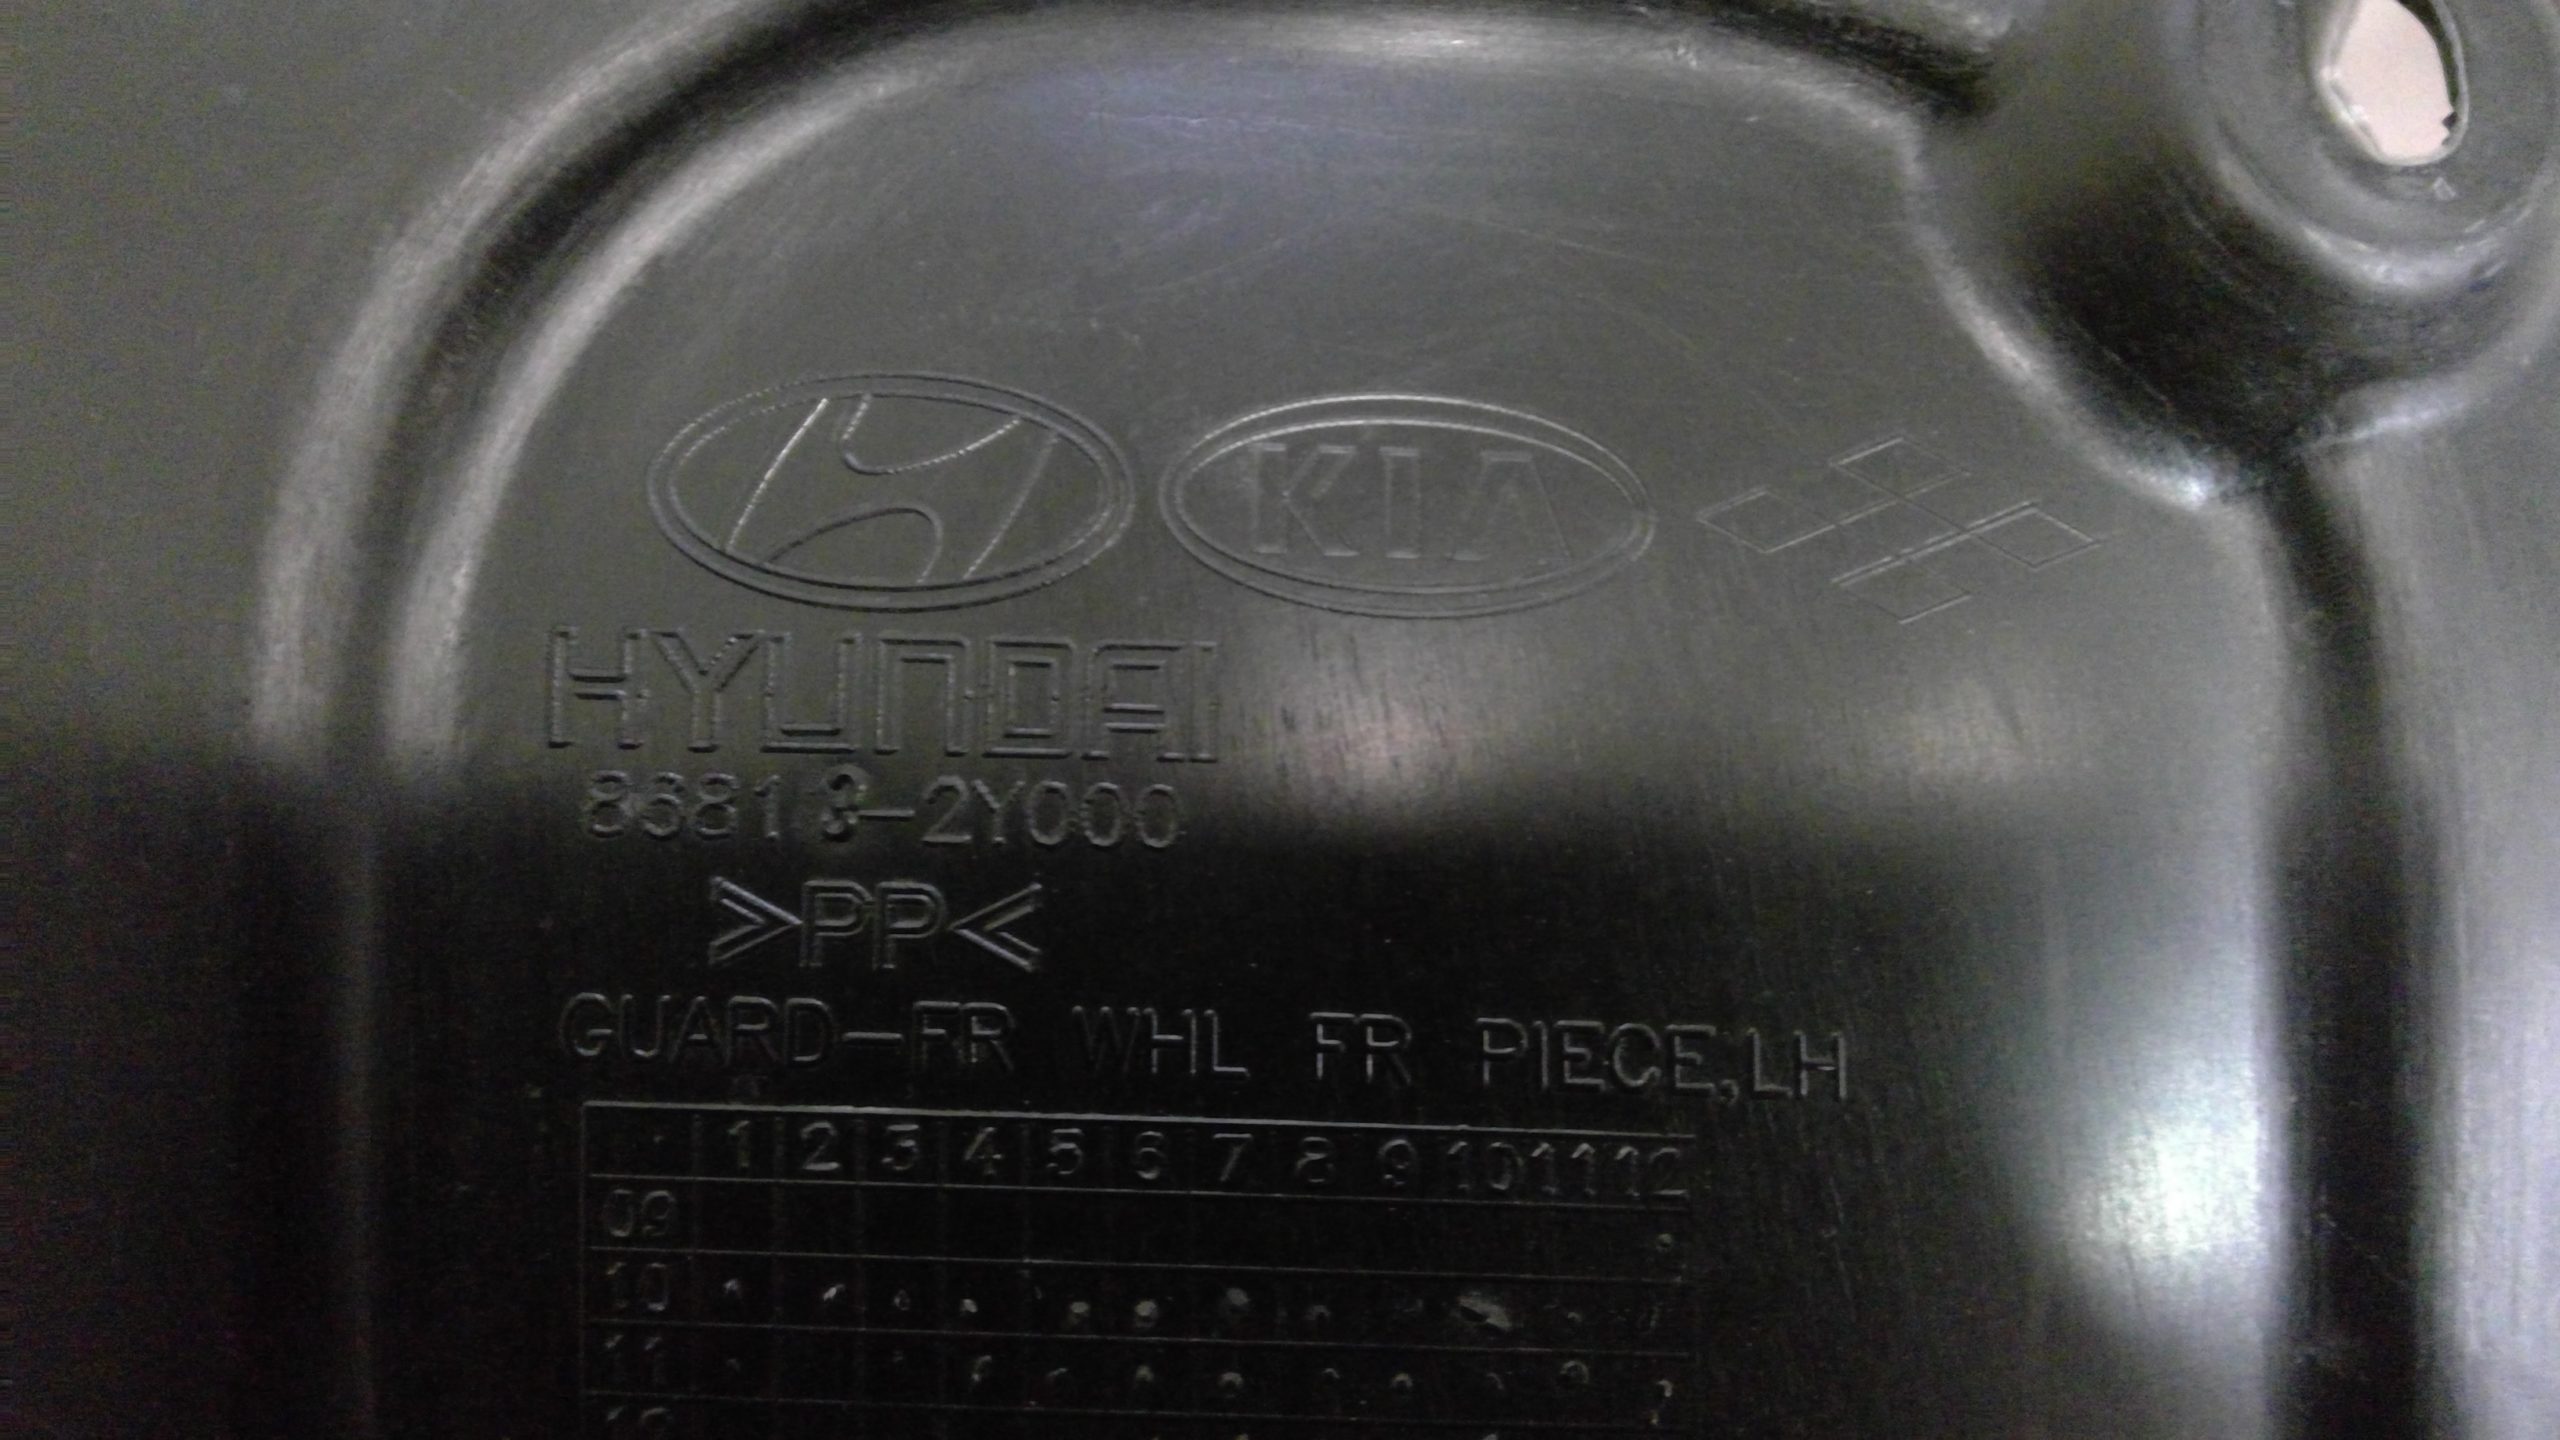 KIA
HYUNDAI
86813-2Y000
>PP<
GUARD-FR WHL FR PIECE,LH
1 2 3 4 5 6 7 8 9 10 11 12
09
10
11